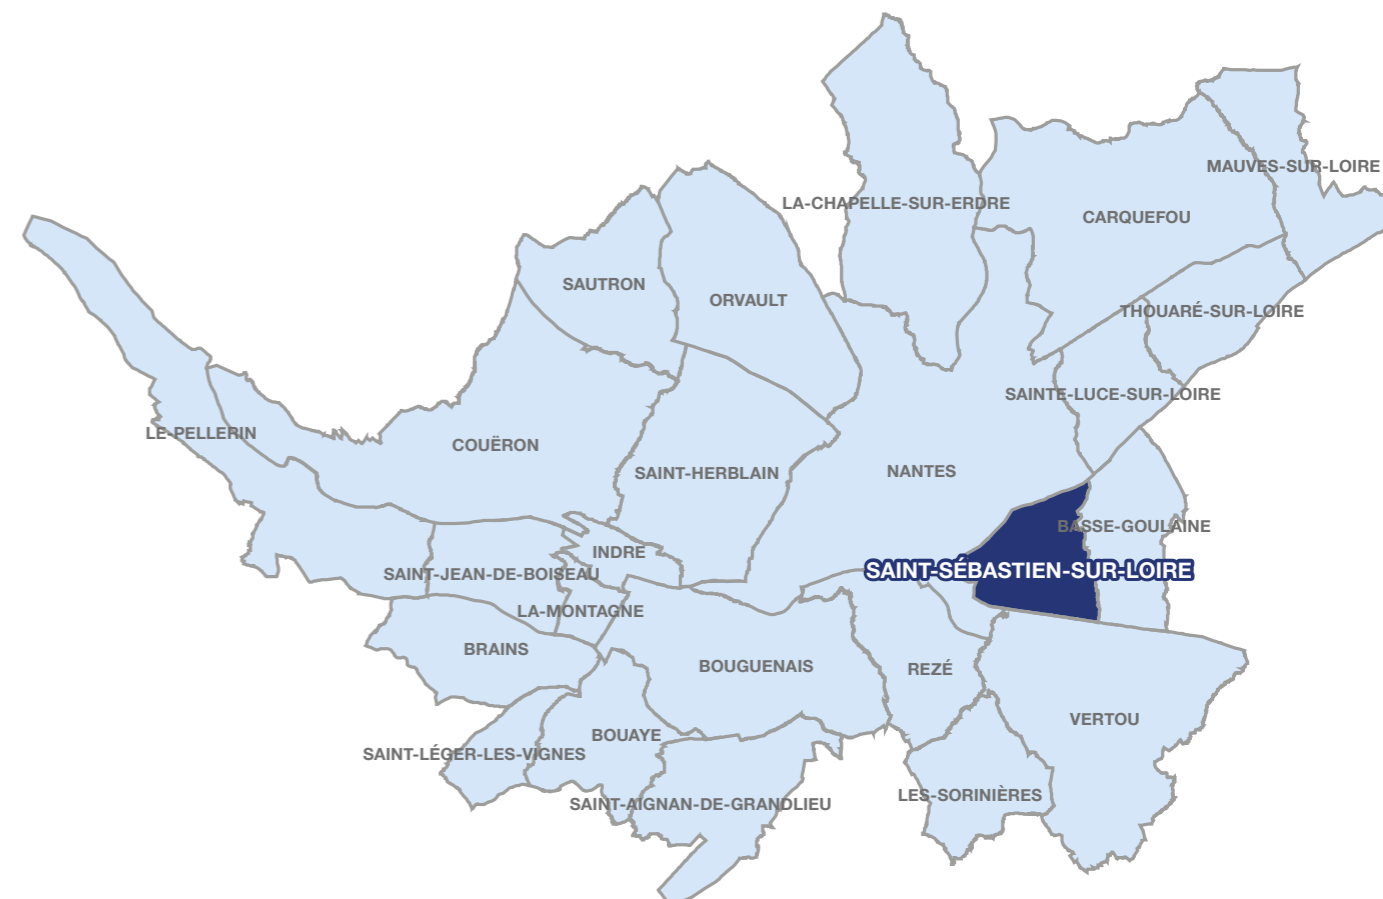 MAUVES-SUR-LOIRE
LA-CHAPELLE-SUR-ERDRE
CARQUEFOU
SAUTRON
ORVAULT
THOUARÉ-SUR-LOIRE
SAINTE-LUCE-SUR-LOIRE
LE-PELLERIN
COUËRON
SAINT-HERBLAIN
NANTES
BASSE-GOULAINE
INDRE
SAINT-JEAN-DE-BOISEAU
SAINT-SÉBASTIEN-SUR-LOIRE
LA-MONTAGNE
BRAINS
BOUGUENAIS
REZÉ
VERTOU
BOUAYE
SAINT-LÉGER-LES-VIGNES
LES-SORINIÈRES
SAINT-AIGNAN-DE-GRANDLIEU